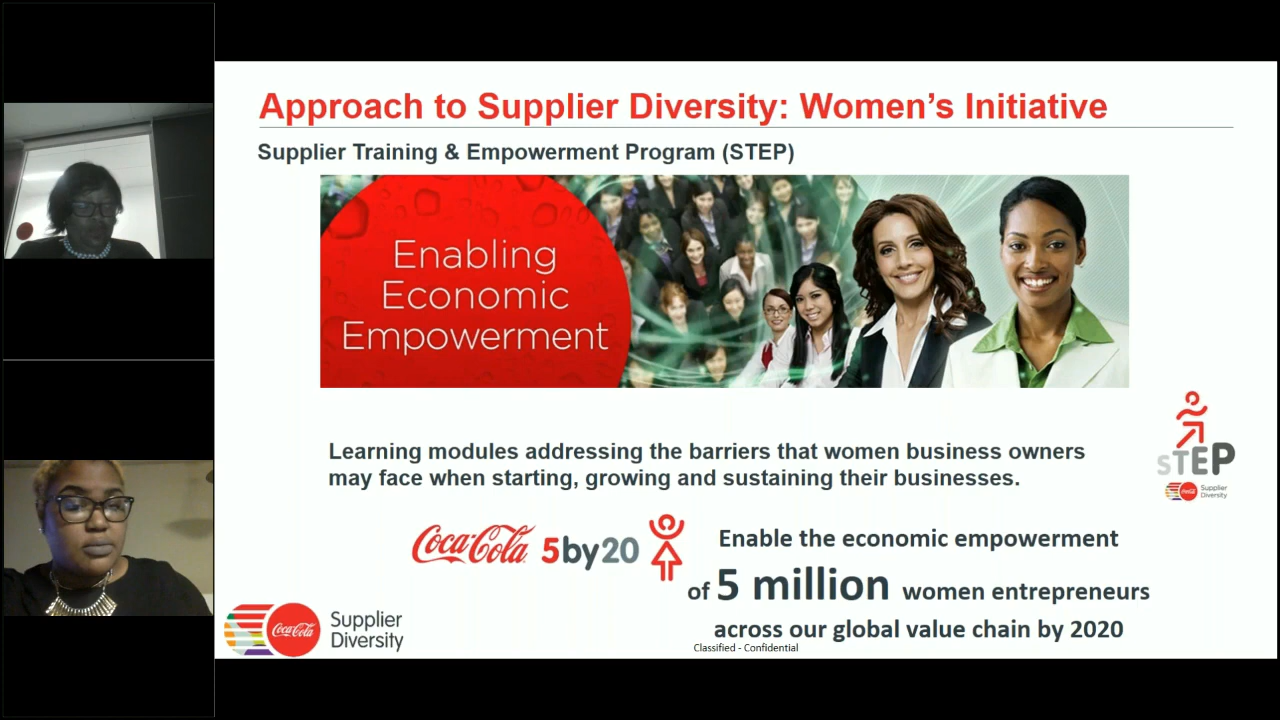 Approach to Supplier Diversity: Women's Initiative
Supplier Training & Empowerment Program (STEP)
Enabling
Economic
Empowerment
Learning modules addressing the barriers that women business owners
may face when starting, growing and sustaining their businesses.
STEP
Coca-Cola
Supplier
Diversity
Coca-Cola 5by20
Enable the economic empowerment
of 5 million women entrepreneurs
across our global value chain by 2020
Coca-Cola
Supplier
Diversity
Classified - Confidential